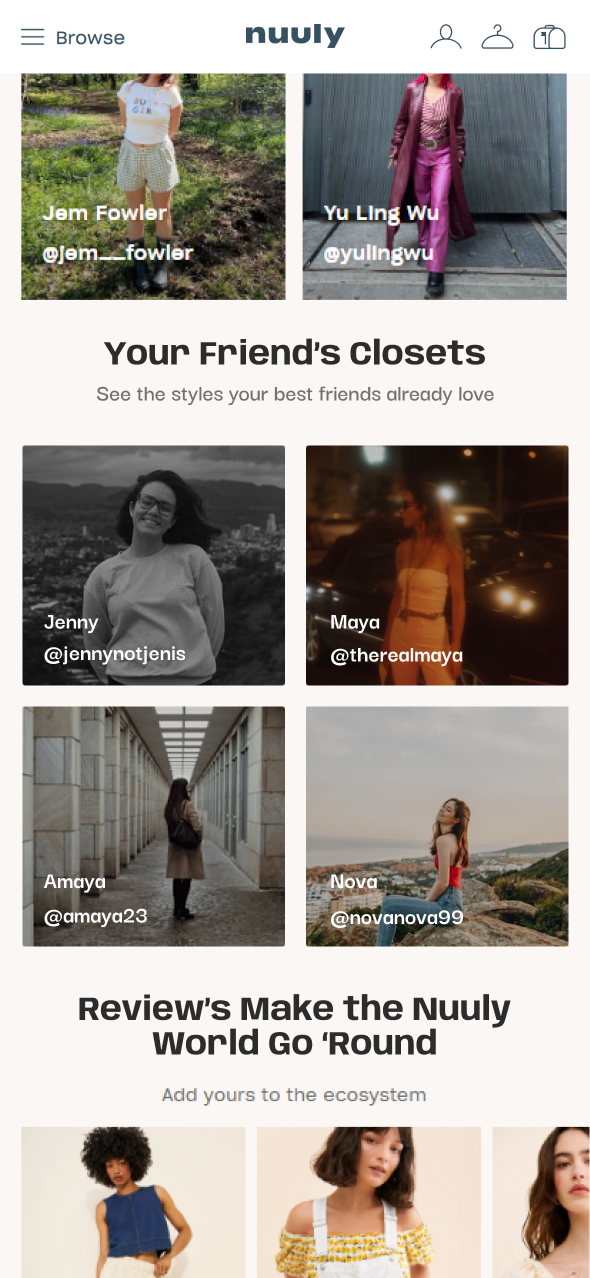 Browse
nuuly
Jem Fowler
@jem__fowler
Yu Ling Wu
@yulingwu
Your Friend's Closets
See the styles your best friends already love
Jenny
@jennynotjenis
Maya
@therealmaya
Amaya
@amaya23
Nova
@novanova99
Review's Make the Nuuly
World Go ‘Round
Add yours to the ecosystem